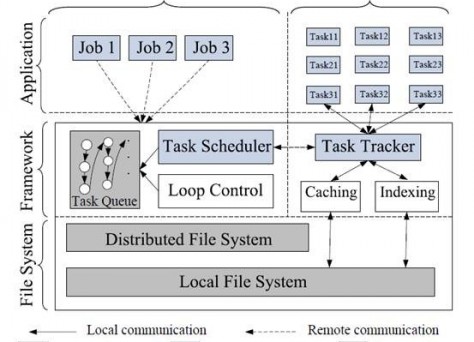 Application
Job 1
Job 2
Job 3
Task11
Task12
Task13
Task21
Task22
Task23
Task31
Task32
Task33
Framework
Task Queue
Task Scheduler
Loop Control
Task Tracker
Caching
Indexing
File System
Distributed File System
Local File System
Local communication
Remote communication